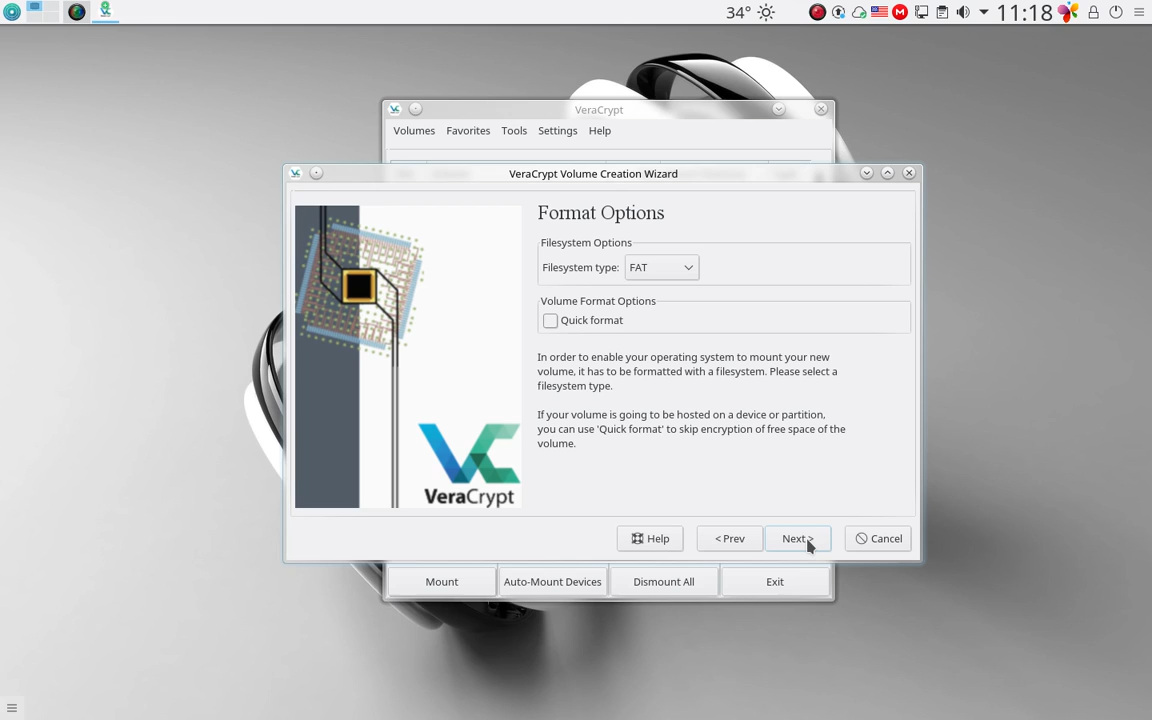 34°
11:18
VeraCrypt
Volumes Favorites Tools Settings Help
VeraCrypt Volume Creation Wizard
Format Options
Filesystem Options
Filesystem type: FAT
Volume Format Options
Quick format
In order to enable your operating system to mount your new
volume, it has to be formatted with a filesystem. Please select a
filesystem type.
If your volume is going to be hosted on a device or partition,
you can use 'Quick format' to skip encryption of free space of the
volume.
VeraCrypt
Help < Prev Next > Cancel
Mount Auto-Mount Devices Dismount All Exit